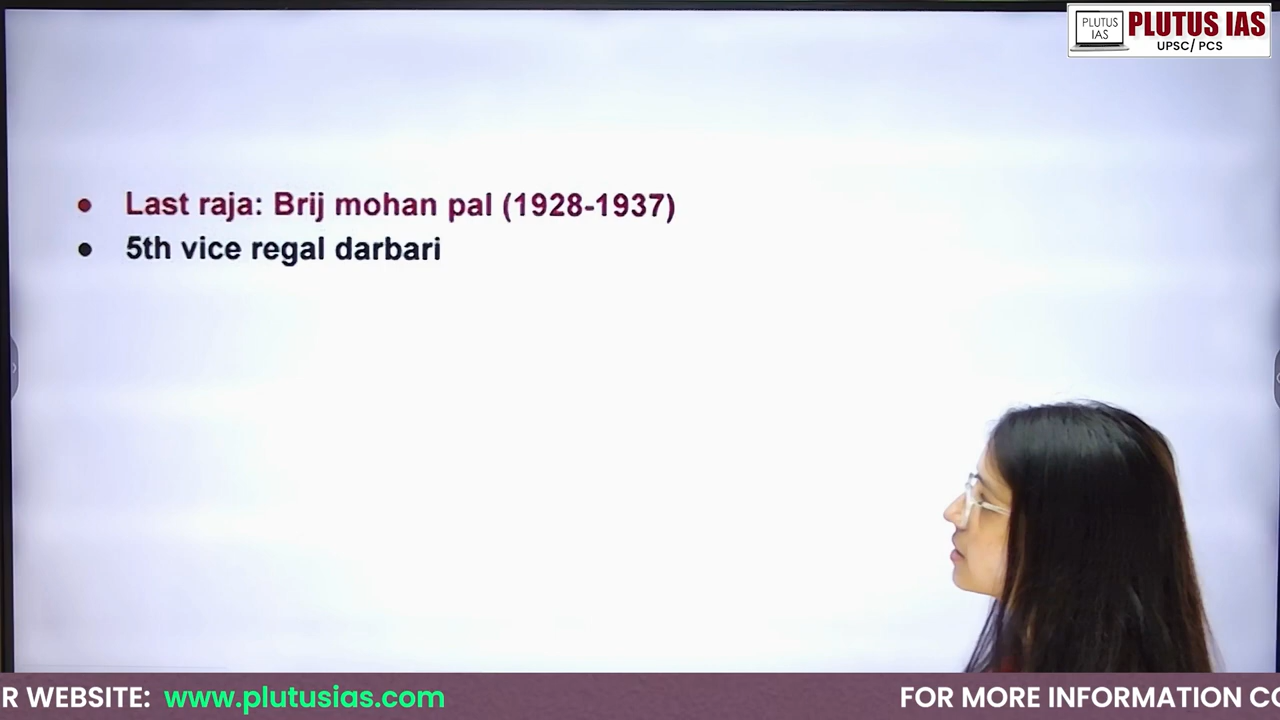 PLUTUS IAS
PLUTUS IAS
UPSC/ PCS
• Last raja: Brij mohan pal (1928-1937)
• 5th vice regal darbari
R WEBSITE: www.plutusias.com
FOR MORE INFORMATION CO